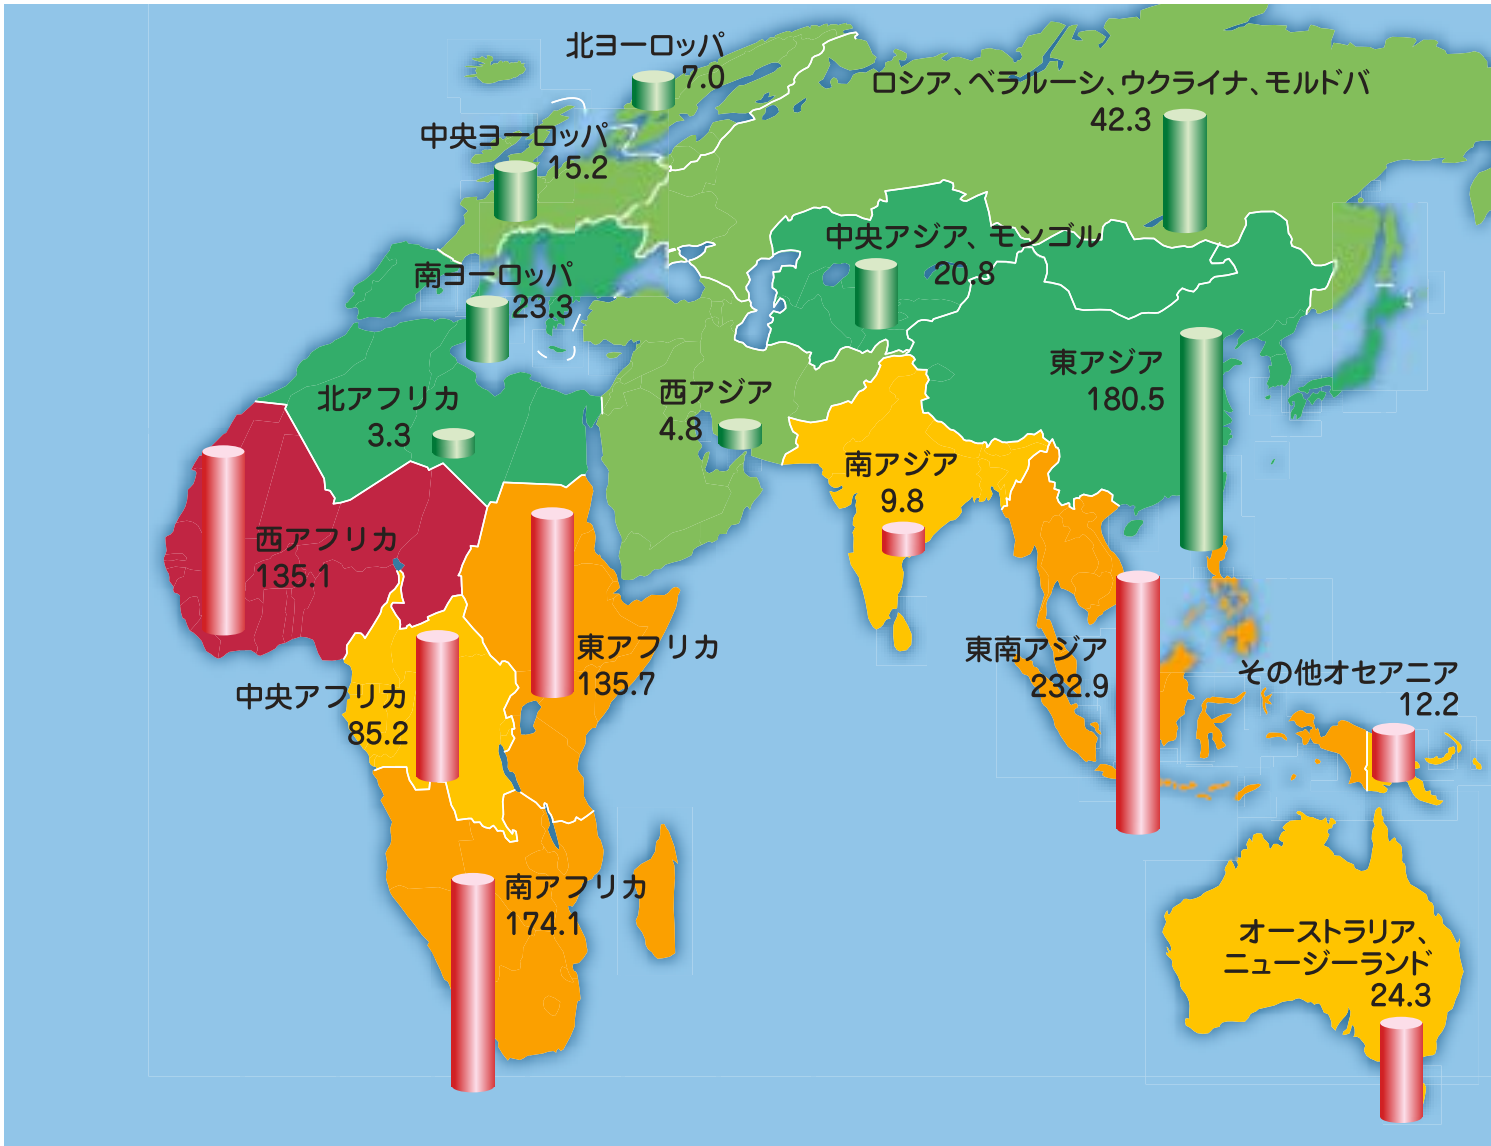 北ヨーロッパ
7.0
ロシア、ベラルーシ、ウクライナ、モルドバ
42.3
中央ヨーロッパ
15.2
中央アジア、モンゴル
20.8
南ヨーロッパ
23.3
東アジア
180.5
北アフリカ
3.3
西アジア
4.8
南アジア
9.8
西アフリカ
135.1
東アフリカ
135.7
東南アジア
232.9
その他オセアニア
12.2
中央アフリカ
85.2
南アフリカ
174.1
オーストラリア、
ニュージーランド
24.3